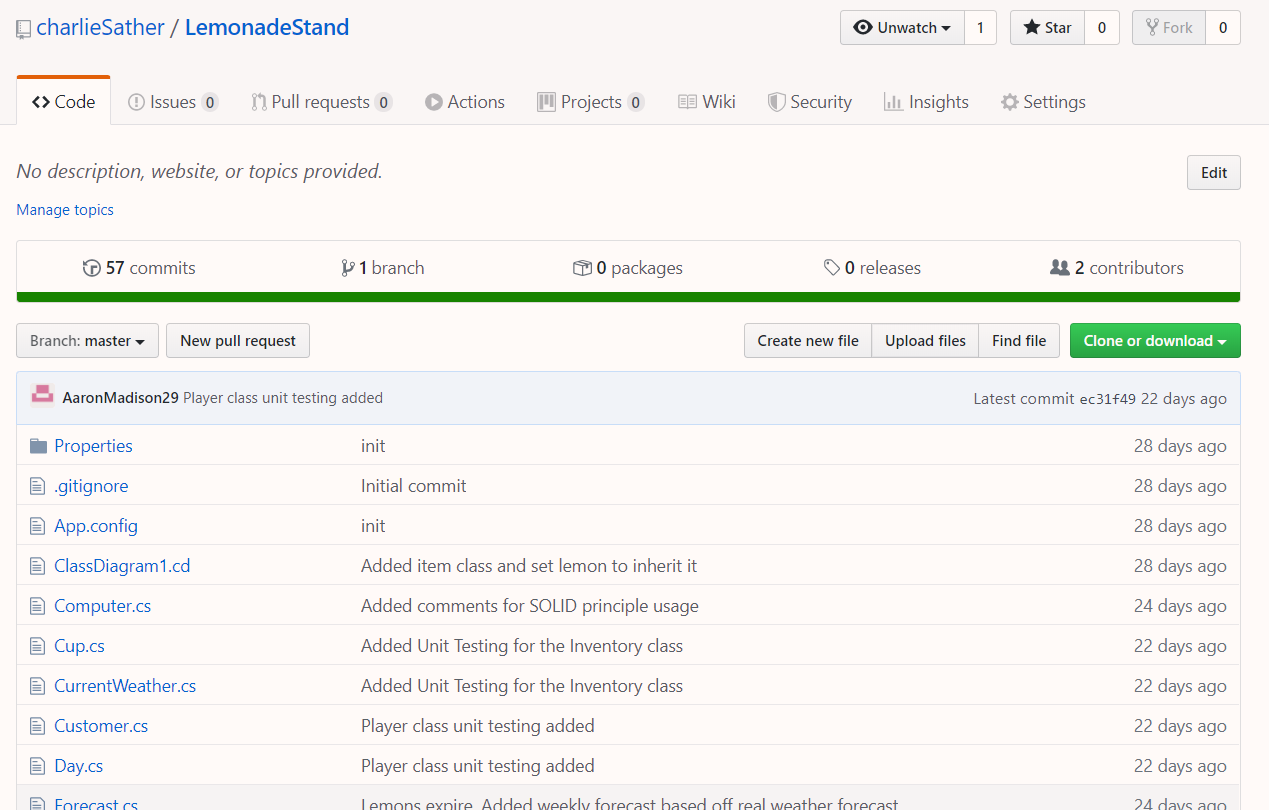 charlieSather / LemonadeStand Unwatch 1 Star 0 Fork 0
Code Issues 0 Pull requests 0 Actions Projects 0 Wiki Security Insights Settings
No description, website, or topics provided. Edit
Manage topics
57 commits 1 branch 0 packages 0 releases 2 contributors
Branch: master New pull request Create new file Upload files Find file Clone or download
AaronMadison29 Player class unit testing added Latest commit ec31f49 22 days ago
Properties init 28 days ago
.gitignore Initial commit 28 days ago
App.config init 28 days ago
ClassDiagram1.cd Added item class and set lemon to inherit it 28 days ago
Computer.cs Added comments for SOLID principle usage 24 days ago
Cup.cs Added Unit Testing for the Inventory class 22 days ago
CurrentWeather.cs Added Unit Testing for the Inventory class 22 days ago
Customer.cs Player class unit testing added 22 days ago
Day.cs Player class unit testing added 22 days ago
Forecast.cs Lemons expire. Added weekly forecast based off real weather forecast 24 days ago